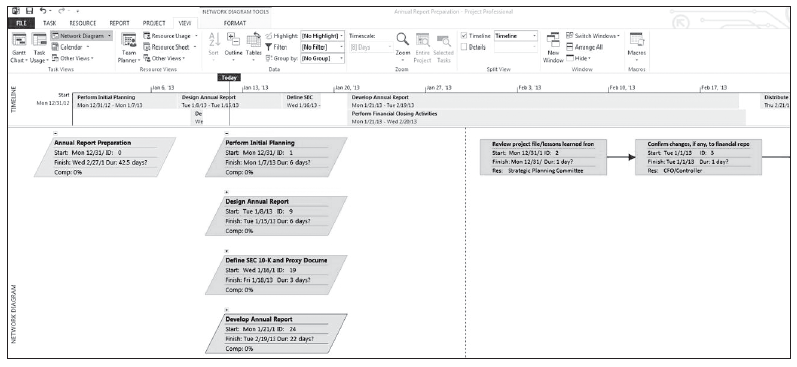 NETWORK DIAGRAM TOOLS
Annual Report Preparation - Project Professional
FILE TASK RESOURCE REPORT PROJECT VIEW FORMAT
Gantt Chart
Task Usage
Network Diagram
Calendar
Other Views
Task Views
Team Planner
Resource Usage
Resource Sheet
Other Views
Resource Views
Sort Outline Tables
Highlight: [No Highlight]
Filter: [No Filter]
Group by: [No Group]
Data
Timescale:
Days
Zoom Entire Project Selected Tasks
Zoom
Timeline Timeline
Details
Split View
New Window
Switch Windows
Arrange All
Hide
Window
Macros
Macros
Today
Jan 6, '13 Jan 13, '13 Jan 20, '13 Jan 27, '13 Feb 3, '13 Feb 10, '13 Feb 17, '13
TIMELINE
Start
Mon 12/31/12
Perform Initial Planning
Mon 12/31/12 - Mon 1/7/13
Design Annual Report
Tue 1/8/13 - Tue 1/15/13
De
We
Define SEC
Wed 1/16/13 -
Develop Annual Report
Mon 1/21/13 - Tue 2/19/13
Perform Financial Closing Activities
Mon 1/21/13 - Wed 2/20/13
Distribute
Thu 2/21/1
NETWORK DIAGRAM
Annual Report Preparation
Start: Mon 12/31/ ID: 0
Finish: Wed 2/27/1 Dur: 42.5 days?
Comp: 0%
Perform Initial Planning
Start: Mon 12/31/ ID: 1
Finish: Mon 1/7/13 Dur: 6 days?
Comp: 0%
Design Annual Report
Start: Tue 1/8/13 ID: 9
Finish: Tue 1/15/13 Dur: 6 days?
Comp: 0%
Define SEC 10-K and Proxy Docume
Start: Wed 1/16/1 ID: 19
Finish: Fri 1/18/13 Dur: 3 days?
Comp: 0%
Develop Annual Report
Start: Mon 1/21/1 ID: 24
Finish: Tue 2/19/13 Dur: 22 days?
Comp: 0%
Review project file/lessons learned from
Start: Mon 12/31/1 ID: 2
Finish: Mon 12/31/ Dur: 1 day?
Res: Strategic Planning Committee
Confirm changes, if any, to financial repo
Start: Tue 1/1/13 ID: 3
Finish: Tue 1/1/13 Dur: 1 day?
Res: CFO/Controller